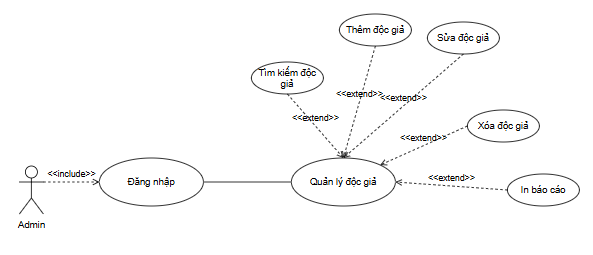 Thêm độc giả
Sửa độc giả
Tìm kiếm độc
giả
<<extend>>
<<extend>>
<<extend>>
Xóa độc giả
<<extend>>
<<include>>
Đăng nhập
Quản lý độc giả
<<extend>>
In báo cáo
Admin